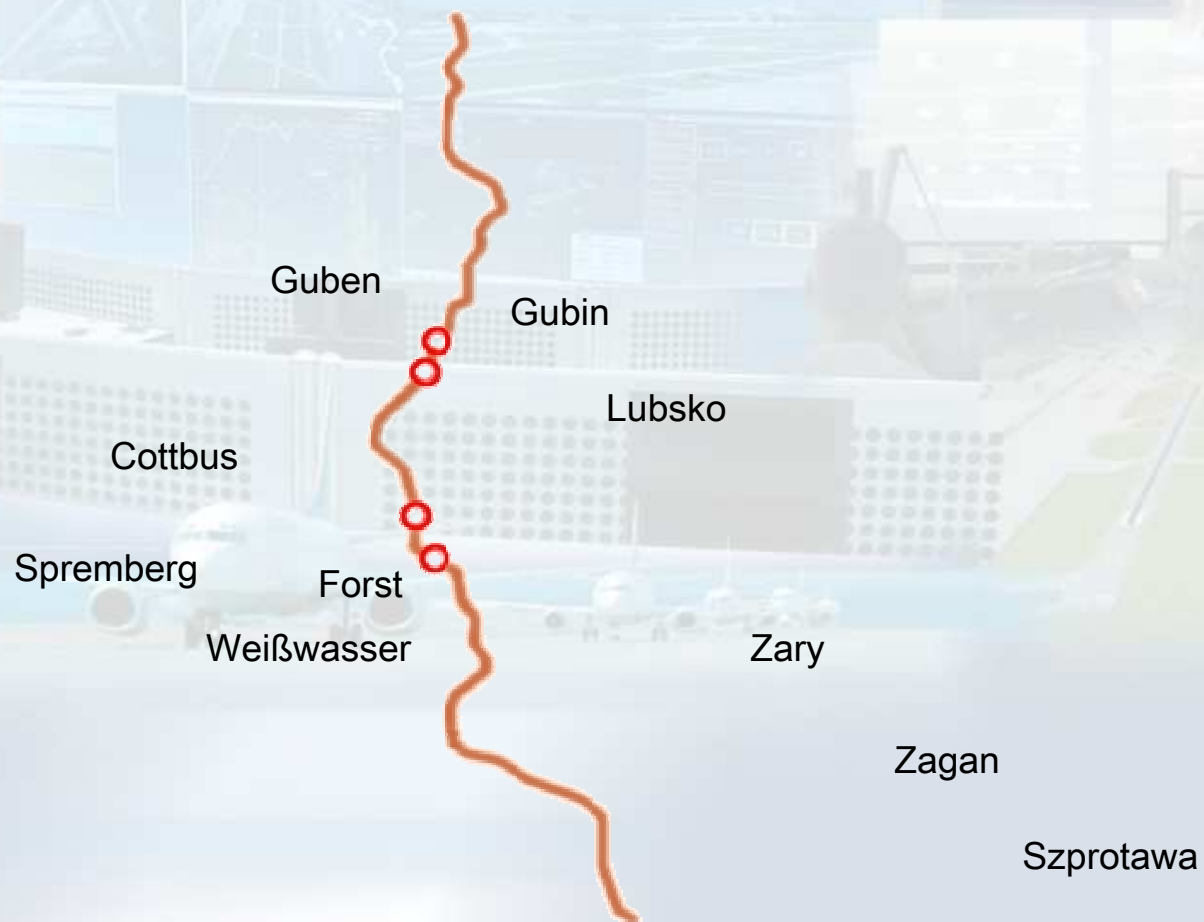 Guben
Gubin
Lubsko
Cottbus
Spremberg
Forst
Weißwasser
Zary
Zagan
Szprotawa